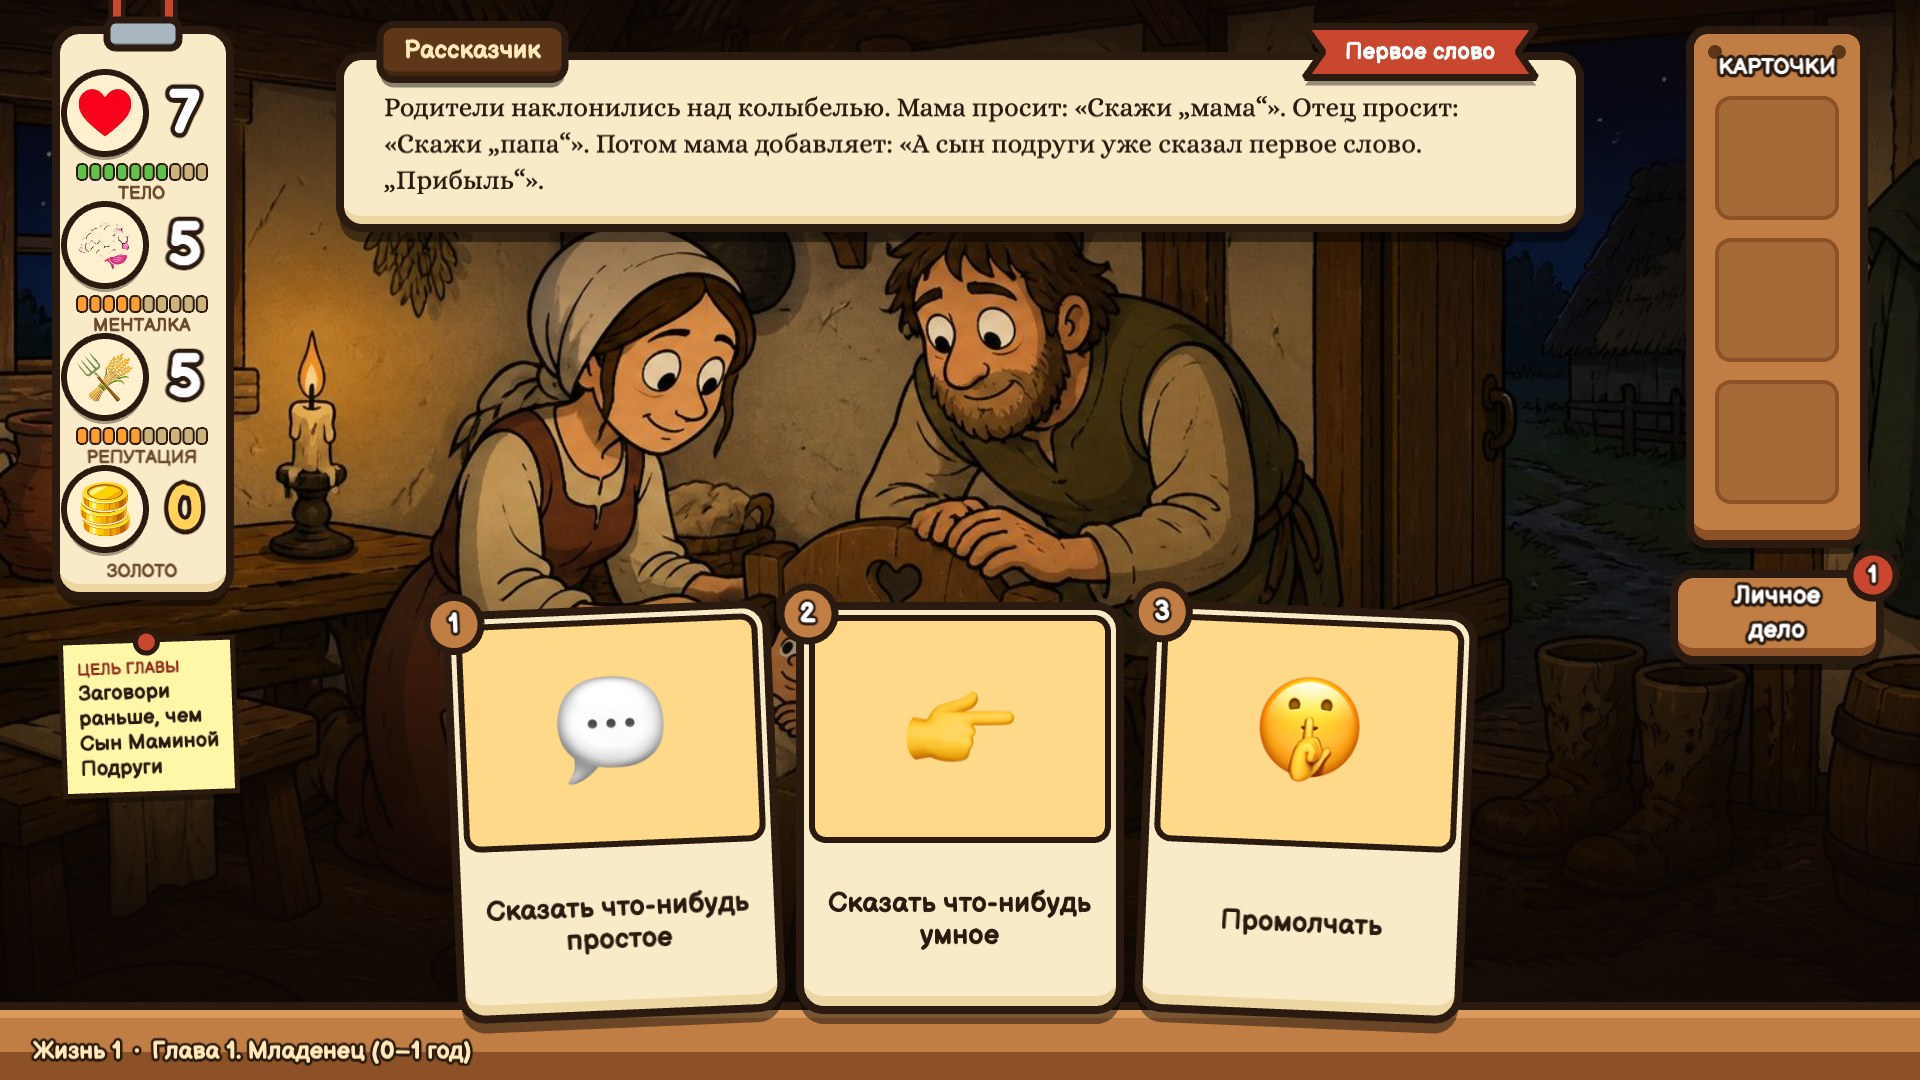 Рассказчик
Первое слово
Родители наклонились над колыбелью. Мама просит: «Скажи „мама“». Отец просит:
«Скажи „папа“». Потом мама добавляет: «А сын подруги уже сказал первое слово.
„Прибыль“».
7
ТЕЛО
5
МЕНТАЛКА
5
РЕПУТАЦИЯ
0
ЗОЛОТО
ЦЕЛЬ ГЛАВЫ
Заговори
раньше, чем
Сын Маминой
Подруги
КАРТОЧКИ
1
Личное
дело
1
Сказать что-нибудь
простое
2
Сказать что-нибудь
умное
3
Промолчать
Жизнь 1 · Глава 1. Младенец (0–1 год)